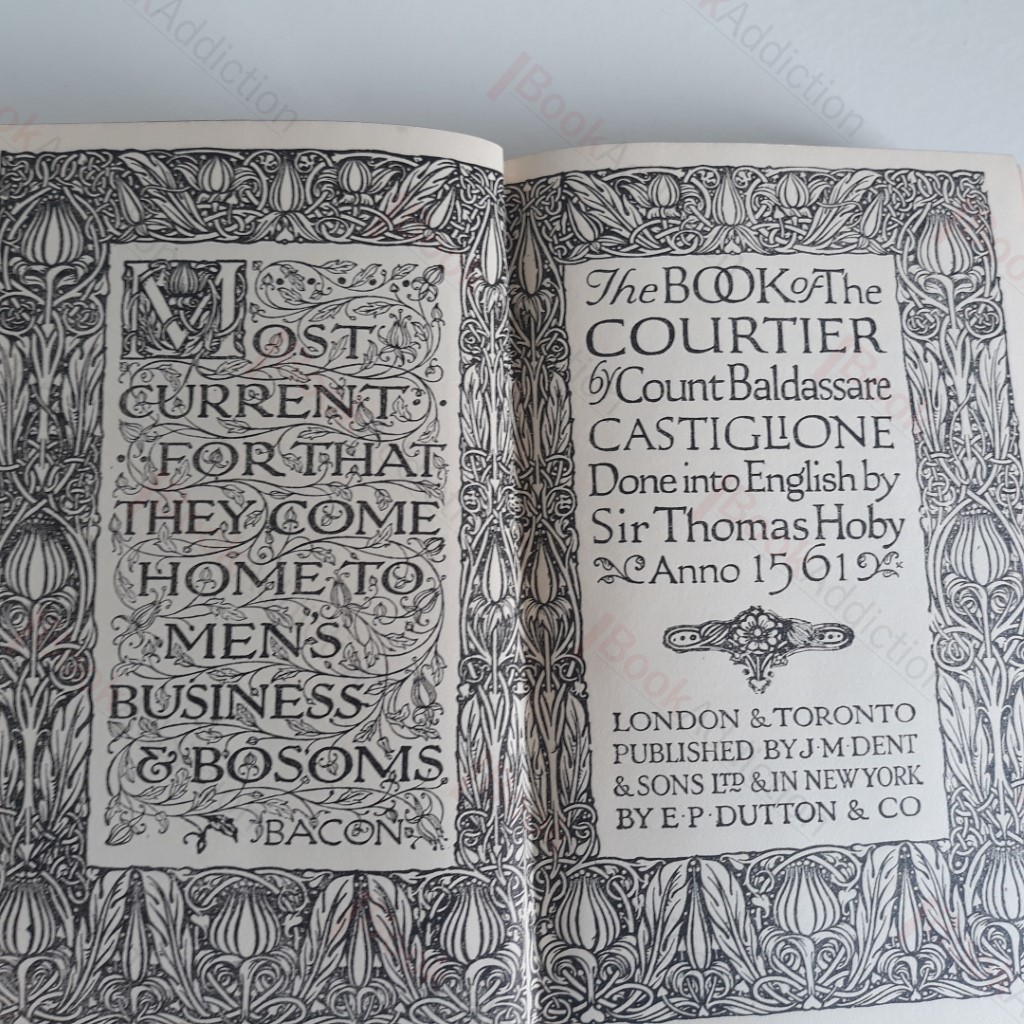 MOST
CURRENT
FOR THAT
THEY COME
HOME TO
MEN'S
BUSINESS
& BOSOMS
BACON
The BOOK of The
COURTIER
by Count Baldassare
CASTIGLIONE
Done into English by
Sir Thomas Hoby
Anno 1561
LONDON & TORONTO
PUBLISHED BY J·M·DENT
& SONS LTD & IN NEW YORK
BY E·P·DUTTON & CO
BookAddiction